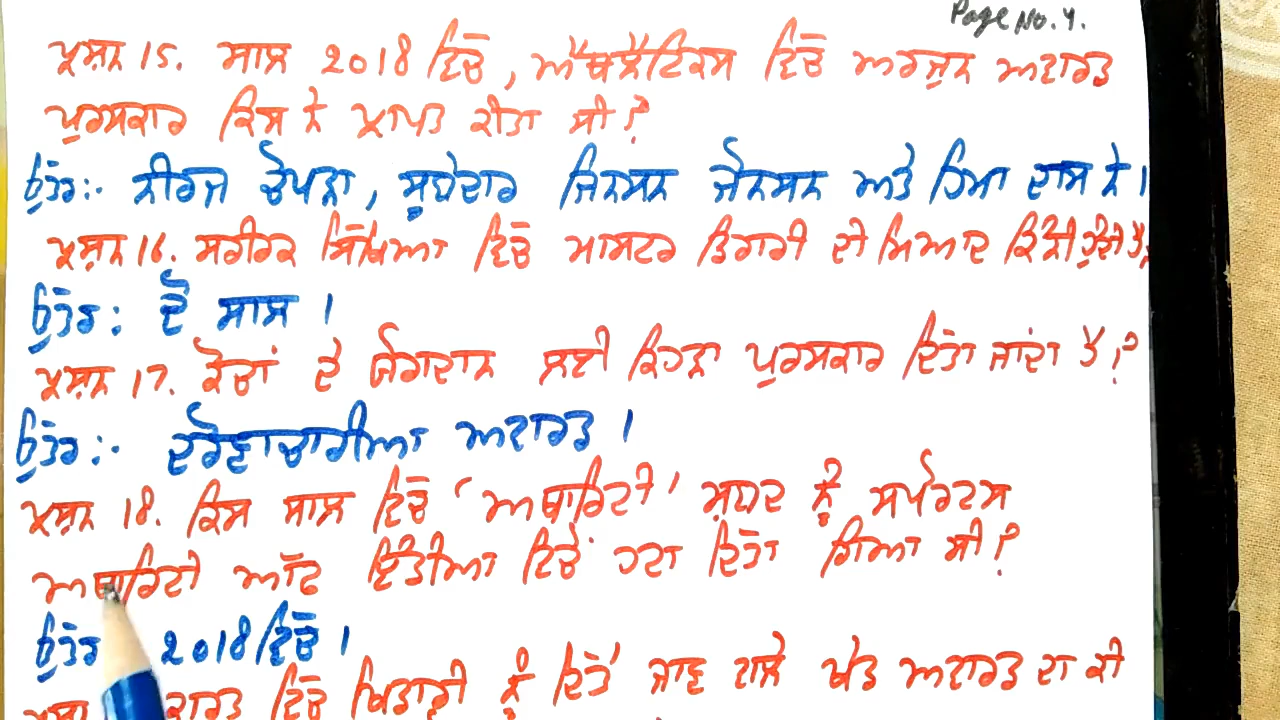 Page No. 4.
ਪ੍ਰਸ਼ਨ 15. ਸਾਲ 2018 ਵਿੱਚ, ਐਥਲੈਟਿਕਸ ਵਿੱਚ ਅਰਜੁਨ ਅਵਾਰਡ
ਪੁਰਸਕਾਰ ਕਿਸ ਨੇ ਪ੍ਰਾਪਤ ਕੀਤਾ ਸੀ?
ਉੱਤਰ:- ਨੀਰਜ ਚੋਪੜਾ, ਸੂਬੇਦਾਰ ਜਿਨਸਨ ਜੌਨਸਨ ਅਤੇ ਹਿਮਾ ਦਾਸ ਨੇ।
ਪ੍ਰਸ਼ਨ 16. ਸਰੀਰਕ ਸਿੱਖਿਆ ਵਿੱਚ ਮਾਸਟਰ ਡਿਗਰੀ ਦੀ ਮਿਆਦ ਕਿੰਨੀ ਹੁੰਦੀ ਹੈ?
ਉੱਤਰ: ਦੋ ਸਾਲ।
ਪ੍ਰਸ਼ਨ 17. ਕੋਚਾਂ ਦੇ ਯੋਗਦਾਨ ਲਈ ਕਿਹੜਾ ਪੁਰਸਕਾਰ ਦਿੱਤਾ ਜਾਂਦਾ ਹੈ?
ਉੱਤਰ:- ਦਰੋਣਾਚਾਰੀਆ ਅਵਾਰਡ।
ਪ੍ਰਸ਼ਨ 18. ਕਿਸ ਸਾਲ ਵਿੱਚ 'ਅਥਾਰਿਟੀ' ਸ਼ਬਦ ਨੂੰ ਸਪੋਰਟਸ
ਅਥਾਰਿਟੀ ਆੱਫ ਇੰਡੀਆ ਵਿੱਚੋਂ ਹਟਾ ਦਿੱਤਾ ਗਿਆ ਸੀ?
ਉੱਤਰ 2018 ਵਿੱਚ।
ਵਿੱਚ ਖਿਡਾਰੀ ਨੂੰ ਦਿੱਤੇ ਜਾਣ ਵਾਲੇ ਖੇਡ ਅਵਾਰਡ ਦਾ ਕੀ